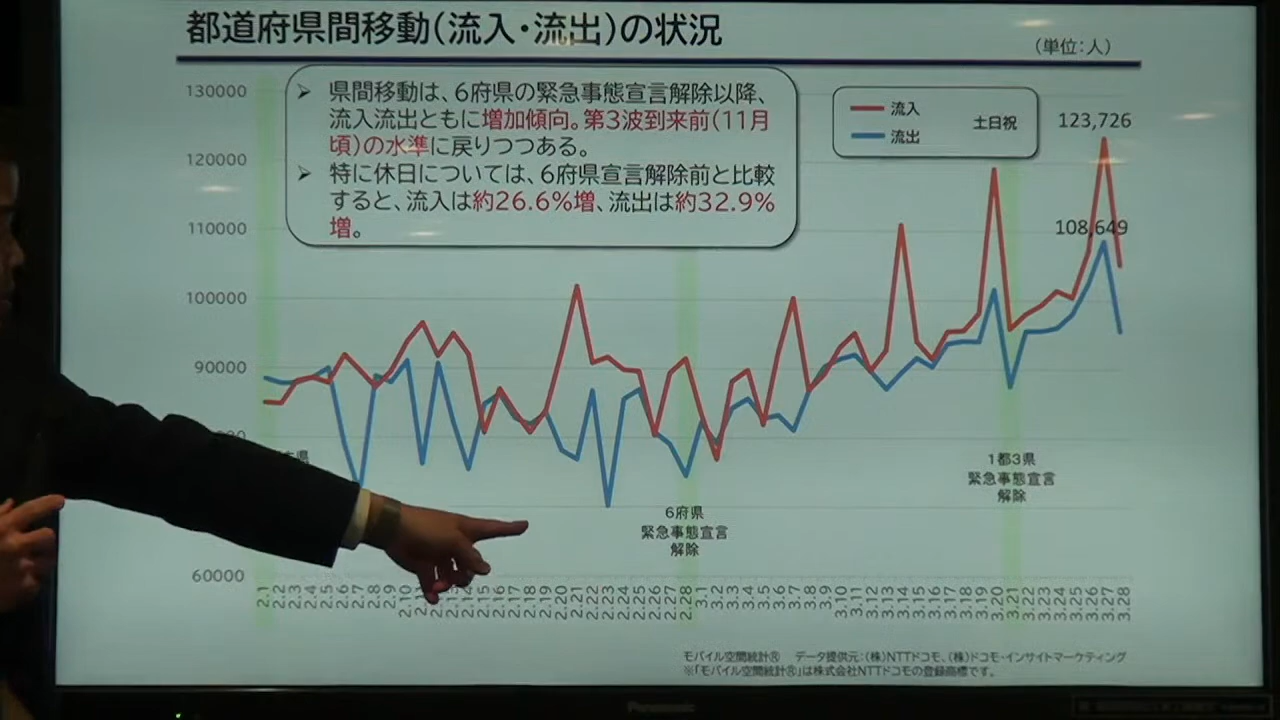 都道府県間移動(流入・流出)の状況
(単位:人)
➢ 県間移動は、6府県の緊急事態宣言解除以降、
流入流出ともに増加傾向。第3波到来前(11月
頃)の水準に戻りつつある。
➢ 特に休日については、6府県宣言解除前と比較
すると、流入は約26.6%増、流出は約32.9%
増。
流入
流出
土日祝
123,726
108,649
130000
120000
110000
100000
90000
60000
6府県
緊急事態宣言
解除
1都3県
緊急事態宣言
解除
2.1 2.2 2.3 2.4 2.5 2.6 2.7 2.8 2.9 2.10 2.14 2.15 2.16 2.17 2.18 2.19 2.20 2.21 2.22 2.23 2.24 2.25 2.26 2.27 2.28 3.1 3.2 3.3 3.4 3.5 3.6 3.7 3.8 3.9 3.10 3.11 3.12 3.13 3.14 3.15 3.16 3.17 3.18 3.19 3.20 3.21 3.22 3.23 3.24 3.25 3.26 3.27 3.28
モバイル空間統計® データ提供元:(株)NTTドコモ、(株)ドコモ・インサイトマーケティング
※「モバイル空間統計®」は株式会社NTTドコモの登録商標です。
Panasonic